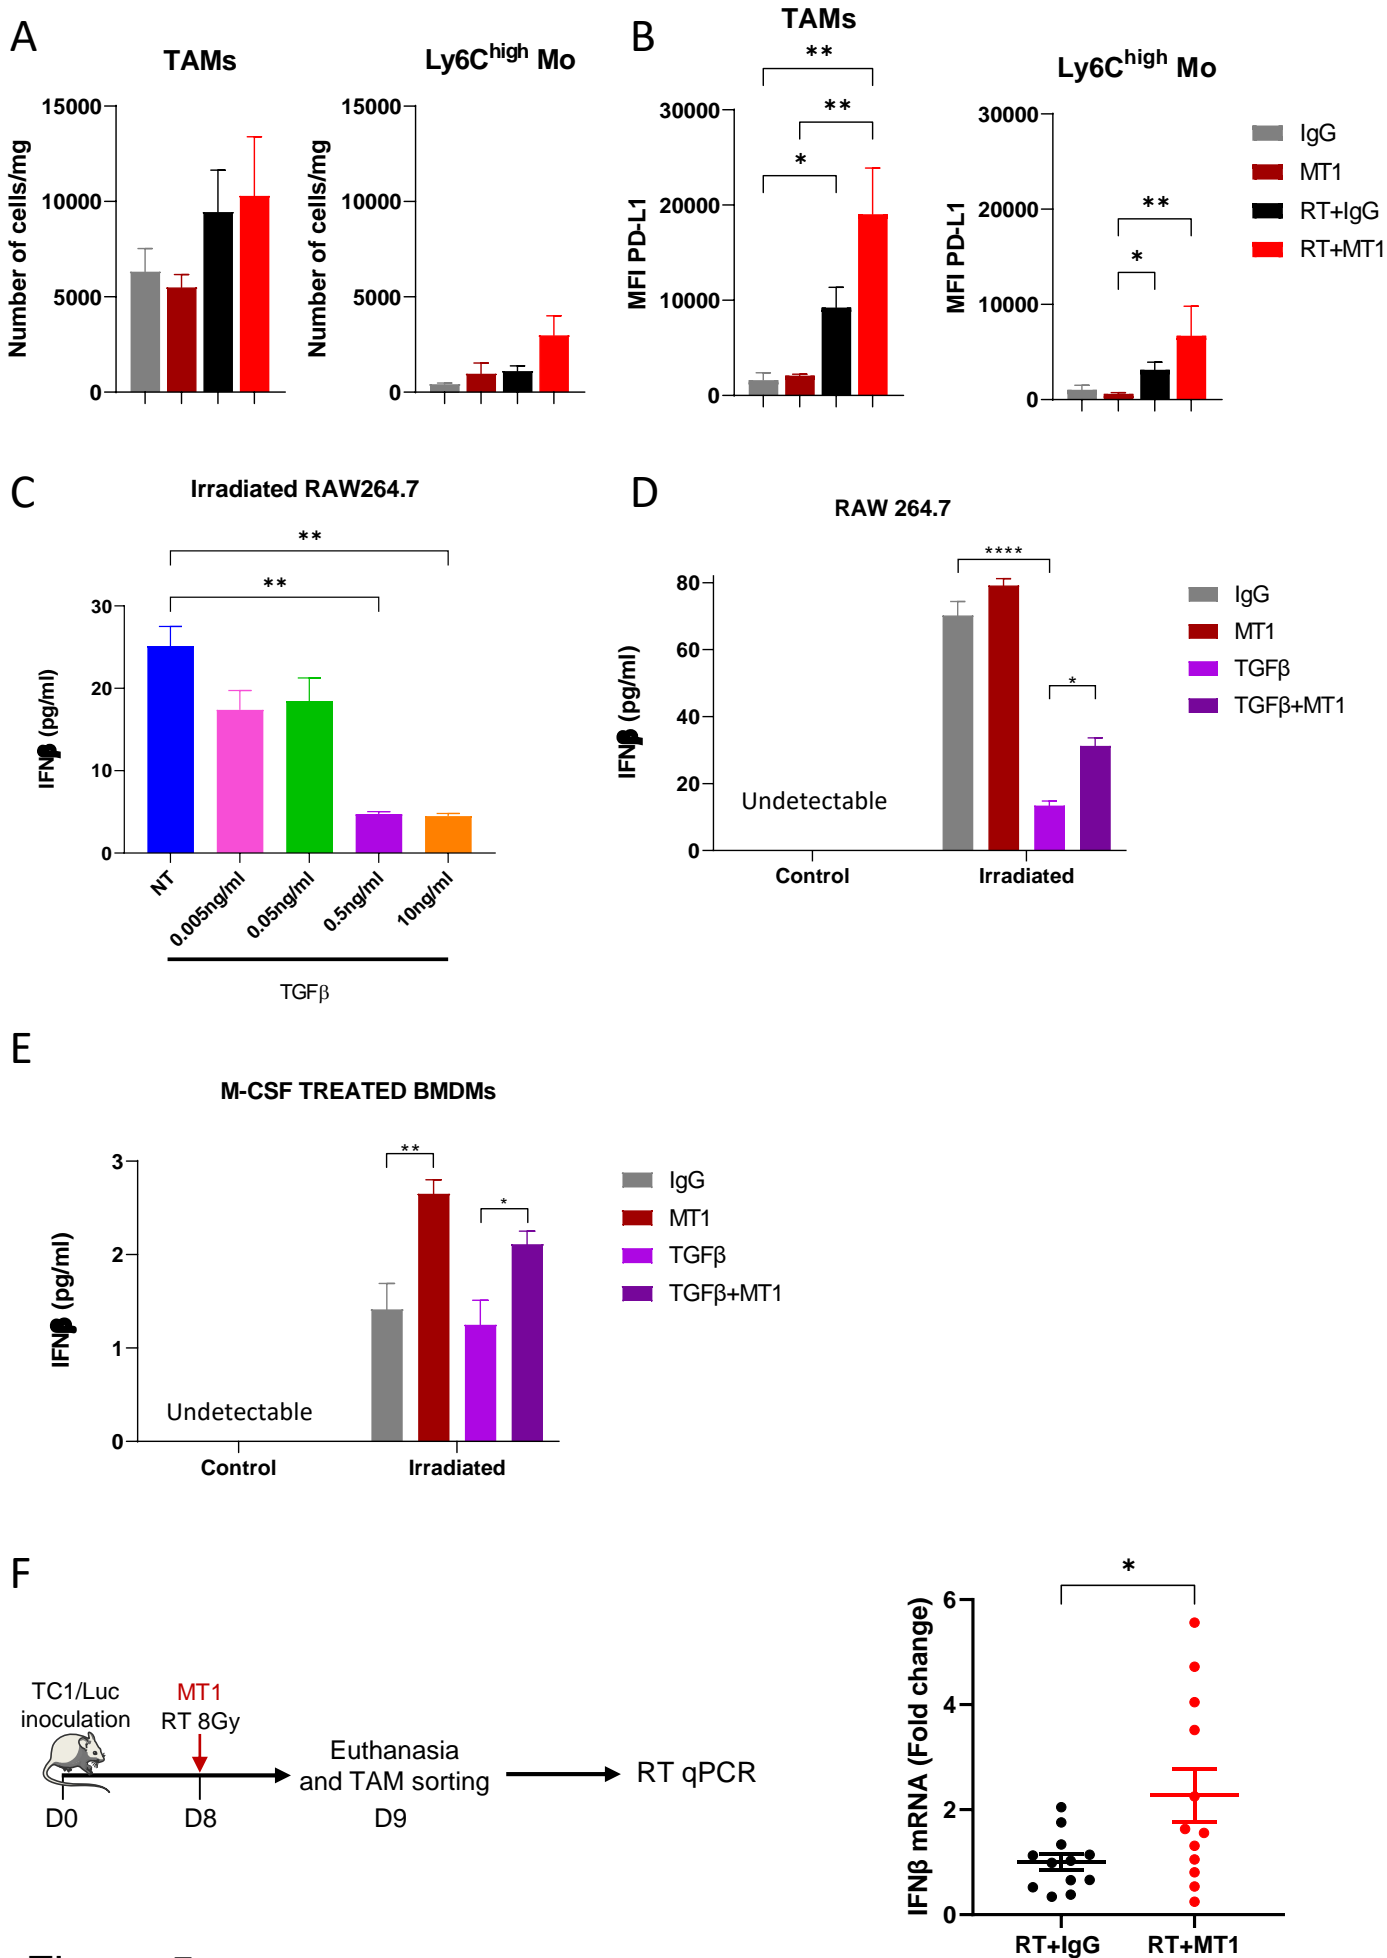 A
TAMs
Number of cells/mg
15000
10000
5000
0
Ly6Chigh Mo
Number of cells/mg
15000
10000
5000
0
B
TAMs
**
**
*
MFI PD-L1
30000
20000
10000
0
Ly6Chigh Mo
**
*
MFI PD-L1
30000
20000
10000
0
IgG
MT1
RT+IgG
RT+MT1
C
Irradiated RAW264.7
**
**
IFNβ (pg/ml)
30
20
10
0
NT
0.005ng/ml
0.05ng/ml
0.5ng/ml
10ng/ml
TGFβ
D
RAW 264.7
****
*
IFNβ (pg/ml)
80
60
40
20
0
Undetectable
Control
Irradiated
IgG
MT1
TGFβ
TGFβ+MT1
E
M-CSF TREATED BMDMs
**
*
IFNβ (pg/ml)
3
2
1
0
Undetectable
Control
Irradiated
IgG
MT1
TGFβ
TGFβ+MT1
F
TC1/Luc
inoculation
MT1
RT 8Gy
Euthanasia
and TAM sorting
RT qPCR
D0
D8
D9
*
IFNβ mRNA (Fold change)
6
4
2
0
RT+IgG
RT+MT1